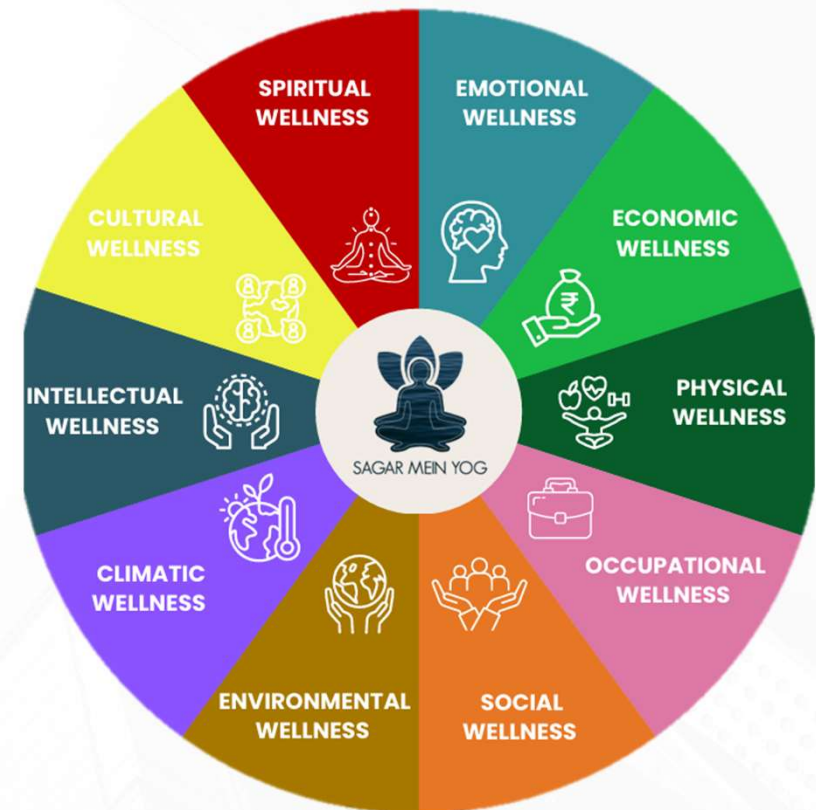 SPIRITUAL
WELLNESS
EMOTIONAL
WELLNESS
ECONOMIC
WELLNESS
PHYSICAL
WELLNESS
OCCUPATIONAL
WELLNESS
SOCIAL
WELLNESS
ENVIRONMENTAL
WELLNESS
CLIMATIC
WELLNESS
INTELLECTUAL
WELLNESS
CULTURAL
WELLNESS
₹
SAGAR MEIN YOG